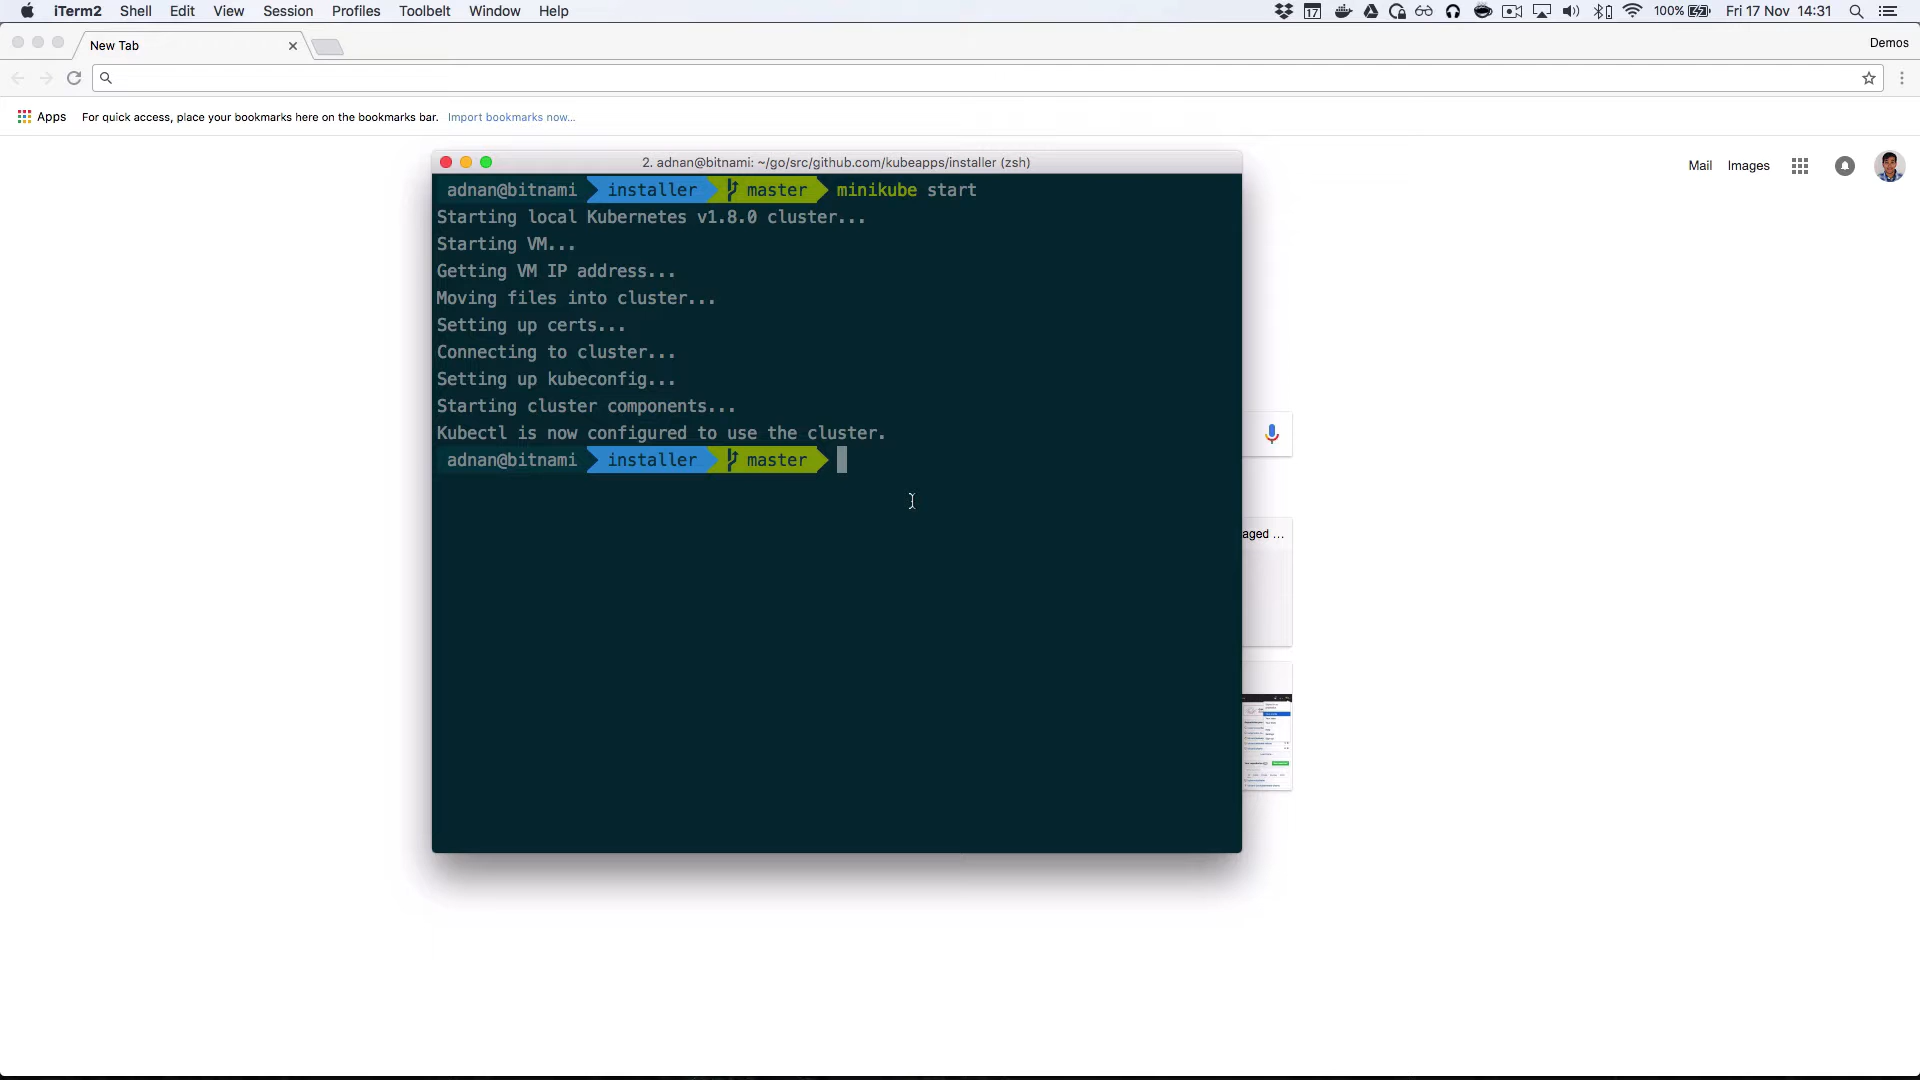 iTerm2 Shell Edit View Session Profiles Toolbelt Window Help 17 100% Fri 17 Nov 14:31
New Tab Demos
Apps For quick access, place your bookmarks here on the bookmarks bar. Import bookmarks now...
Mail Images
2. adnan@bitnami: ~/go/src/github.com/kubeapps/installer (zsh)
adnan@bitnami installer master minikube start
Starting local Kubernetes v1.8.0 cluster...
Starting VM...
Getting VM IP address...
Moving files into cluster...
Setting up certs...
Connecting to cluster...
Setting up kubeconfig...
Starting cluster components...
Kubectl is now configured to use the cluster.
adnan@bitnami installer master
aged ...